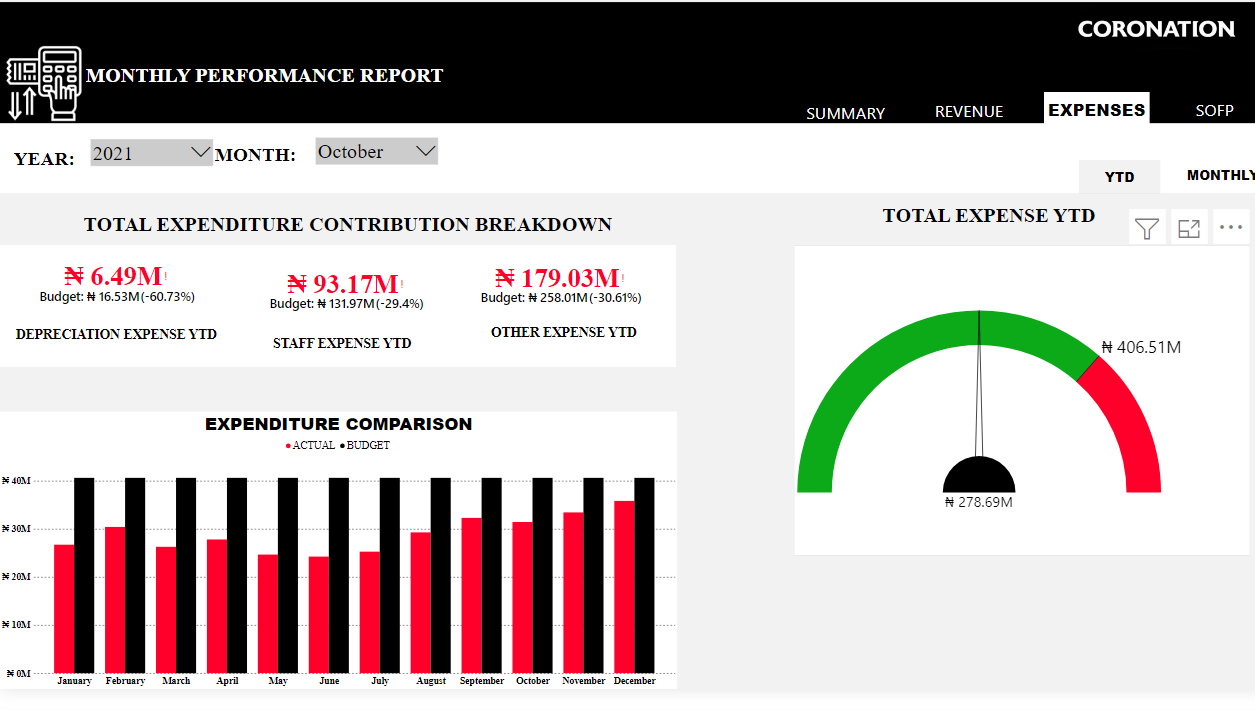 CORONATION
MONTHLY PERFORMANCE REPORT
SUMMARY REVENUE EXPENSES SOFP
YEAR: 2021 MONTH: October
YTD MONTHLY
TOTAL EXPENDITURE CONTRIBUTION BREAKDOWN
₦ 6.49M!
Budget: ₦ 16.53M(-60.73%)
DEPRECIATION EXPENSE YTD
₦ 93.17M!
Budget: ₦ 131.97M(-29.4%)
STAFF EXPENSE YTD
₦ 179.03M!
Budget: ₦ 258.01M(-30.61%)
OTHER EXPENSE YTD
TOTAL EXPENSE YTD
₦ 406.51M
₦ 278.69M
EXPENDITURE COMPARISON
ACTUAL BUDGET
₦ 40M
₦ 30M
₦ 20M
₦ 10M
₦ 0M
January February March April May June July August September October November December